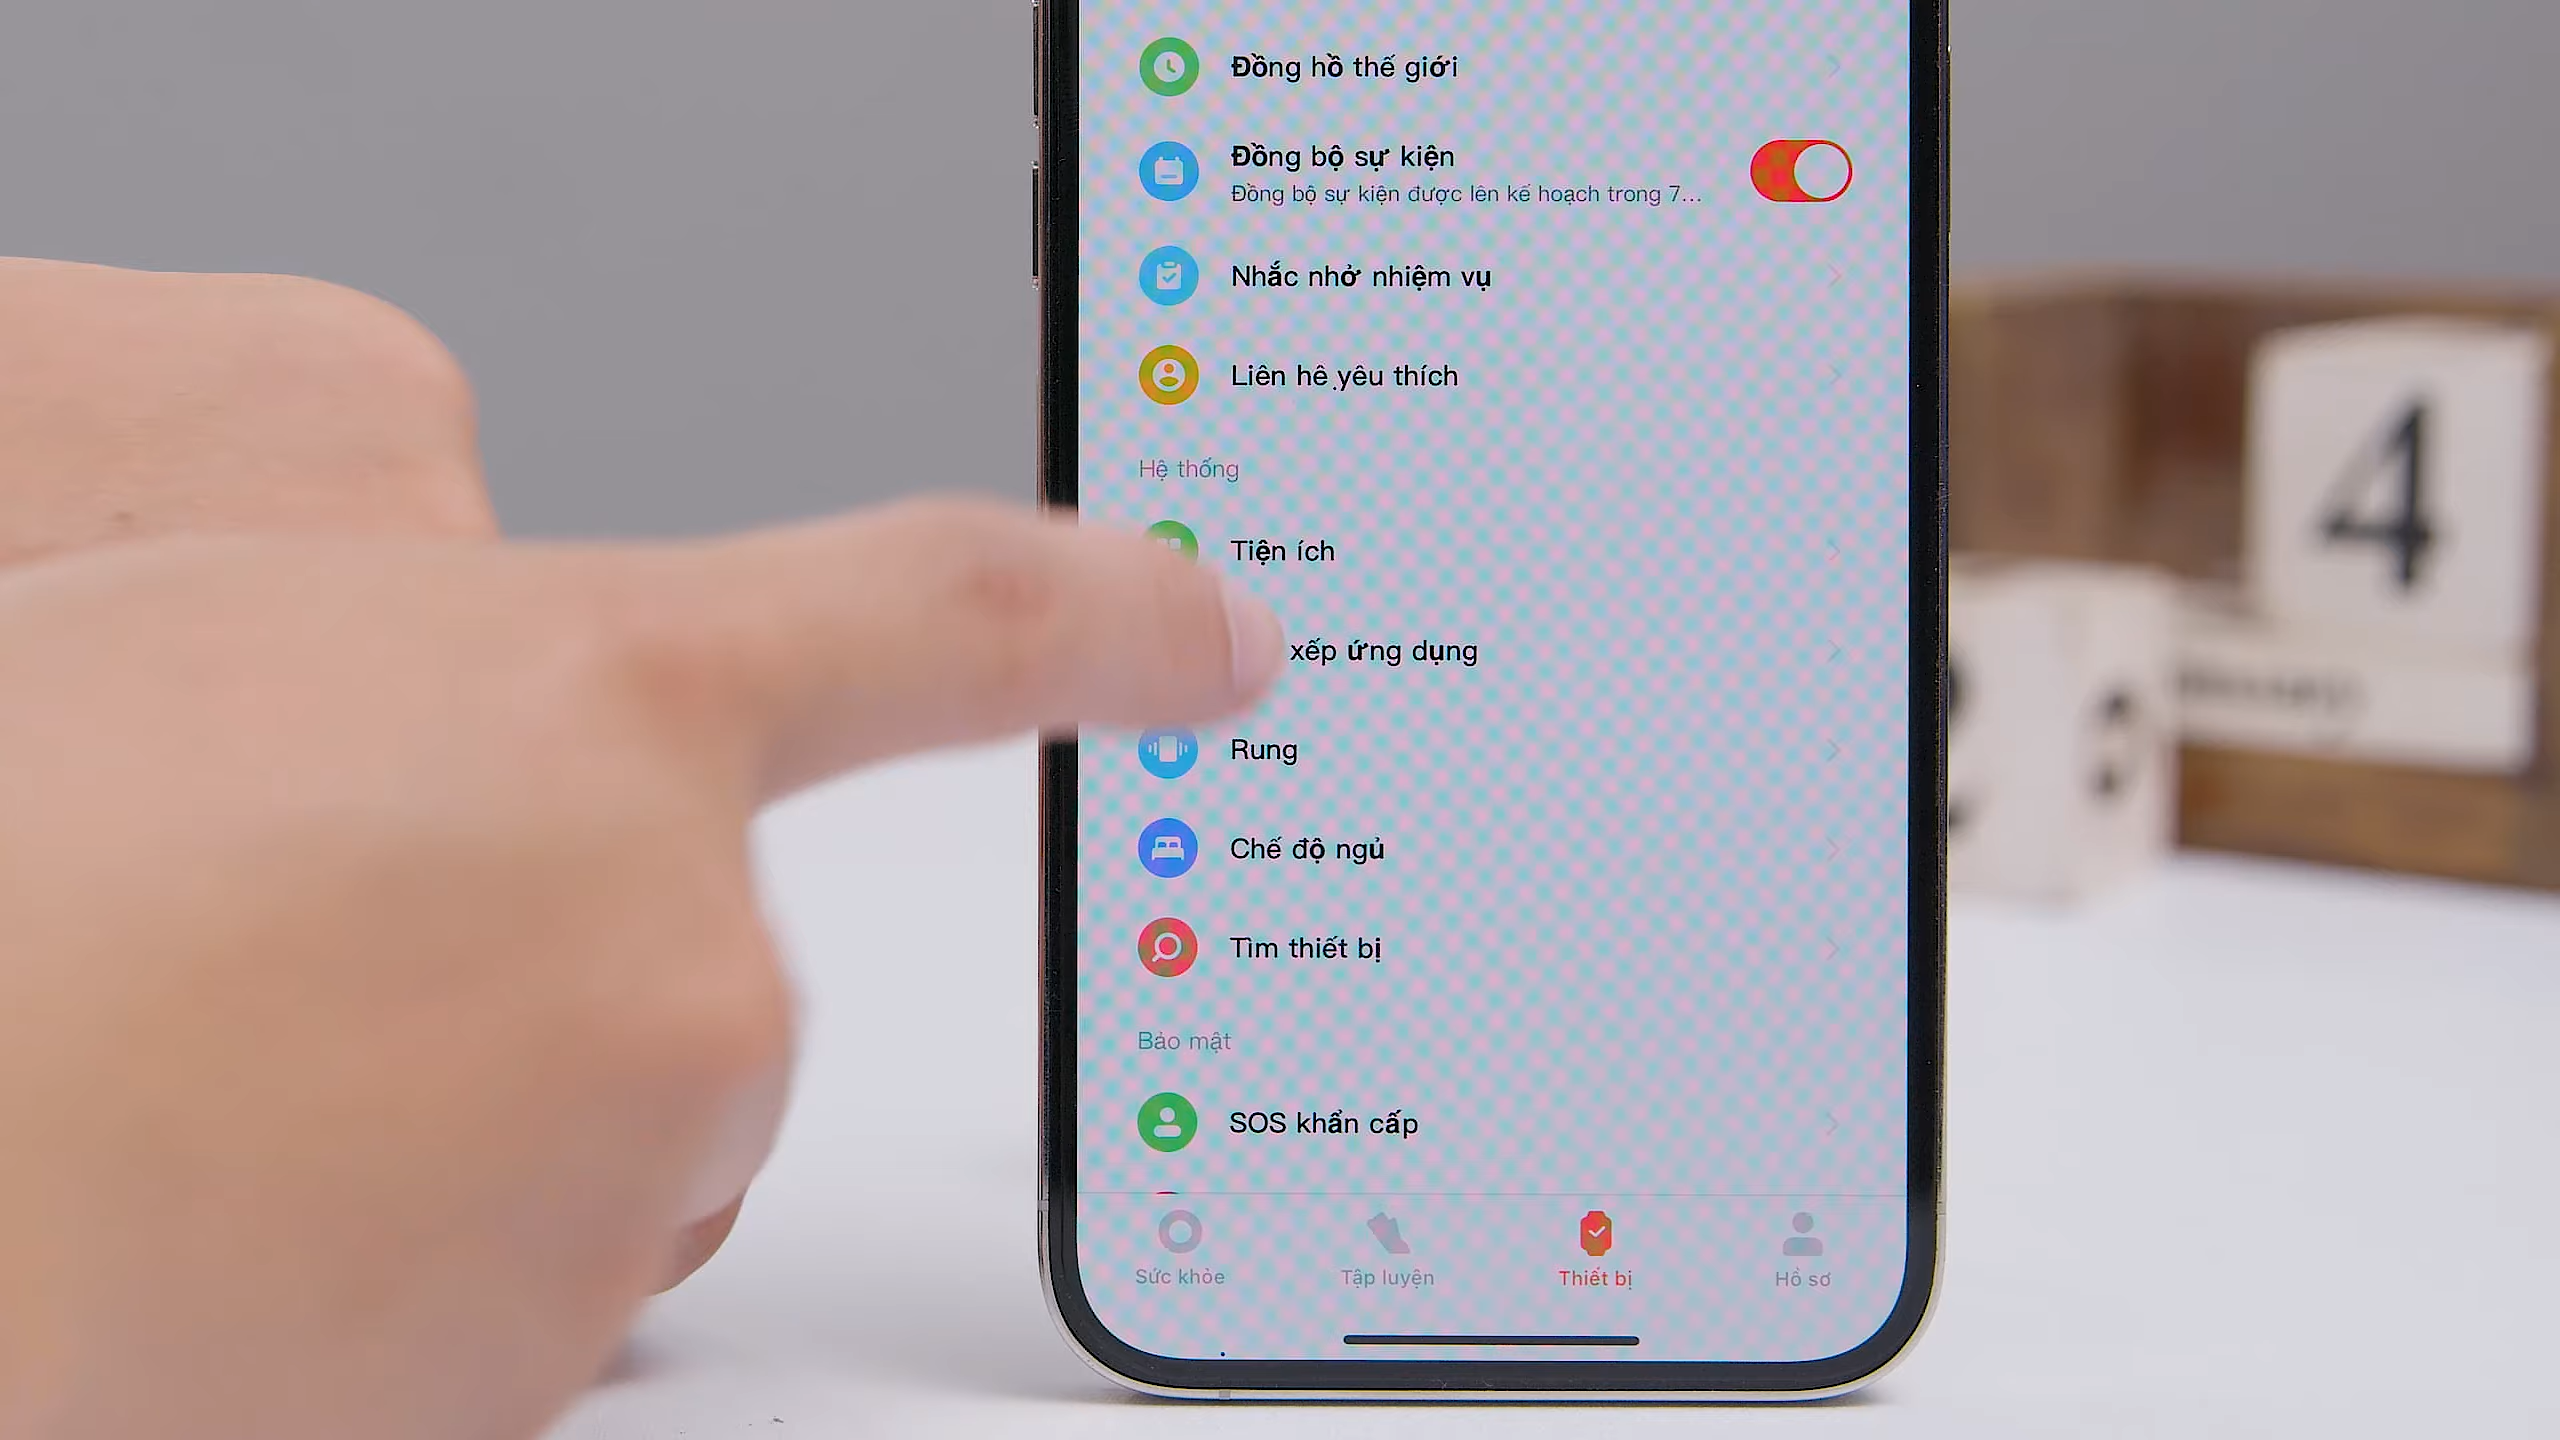 Đồng hồ thế giới
Đồng bộ sự kiện
Đồng bộ sự kiện được lên kế hoạch trong 7...
Nhắc nhở nhiệm vụ
Liên hệ yêu thích
Hệ thống
Tiện ích
xếp ứng dụng
Rung
Chế độ ngủ
Tìm thiết bị
Bảo mật
SOS khẩn cấp
Sức khỏe
Tập luyện
Thiết bị
Hồ sơ
4